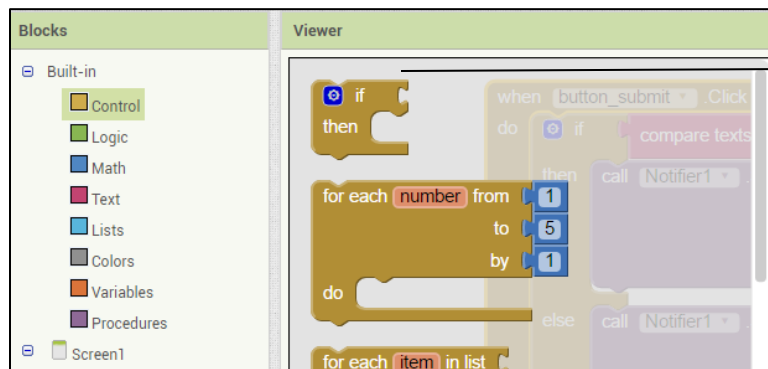 Blocks
Viewer
Built-in
Control
Logic
Math
Text
Lists
Colors
Variables
Procedures
Screen1
if
then
for each number from 1
to 5
by 1
do
for each item in list
when button_submit .Click
do if compare texts
then call Notifier1 .
else call Notifier1 .